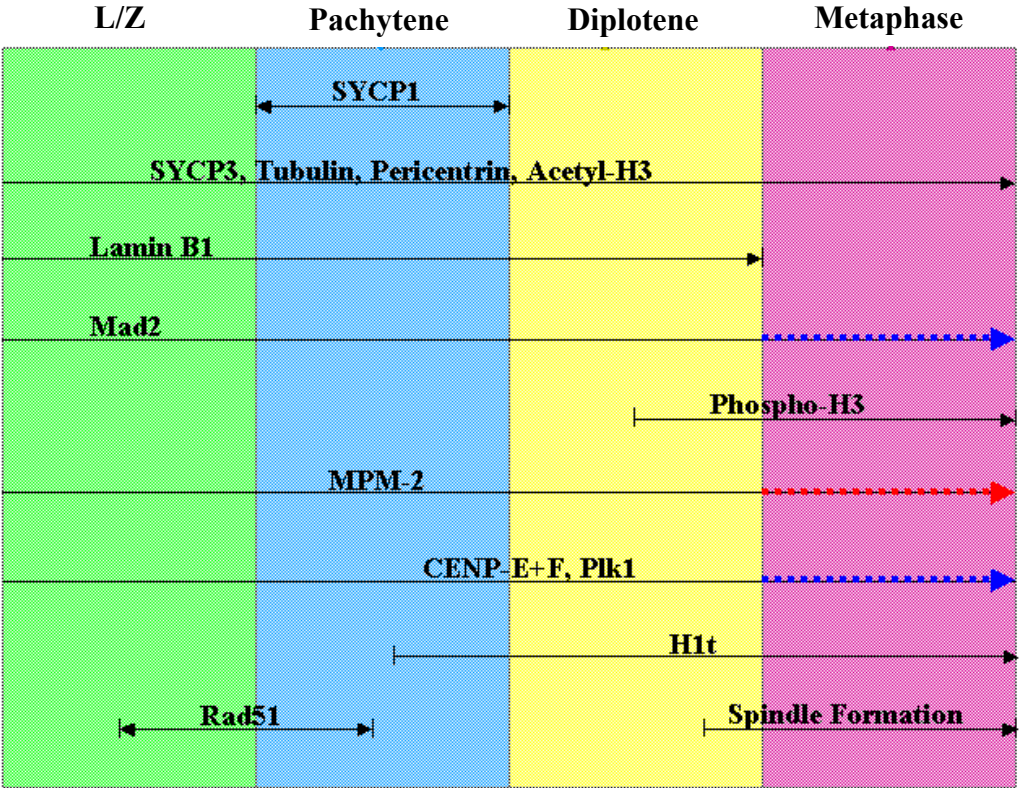 L/Z Pachytene Diplotene Metaphase
SYCP1
SYCP3, Tubulin, Pericentrin, Acetyl-H3
Lamin B1
Mad2
Phospho-H3
MPM-2
CENP-E+F, Plk1
H1t
Rad51 Spindle Formation